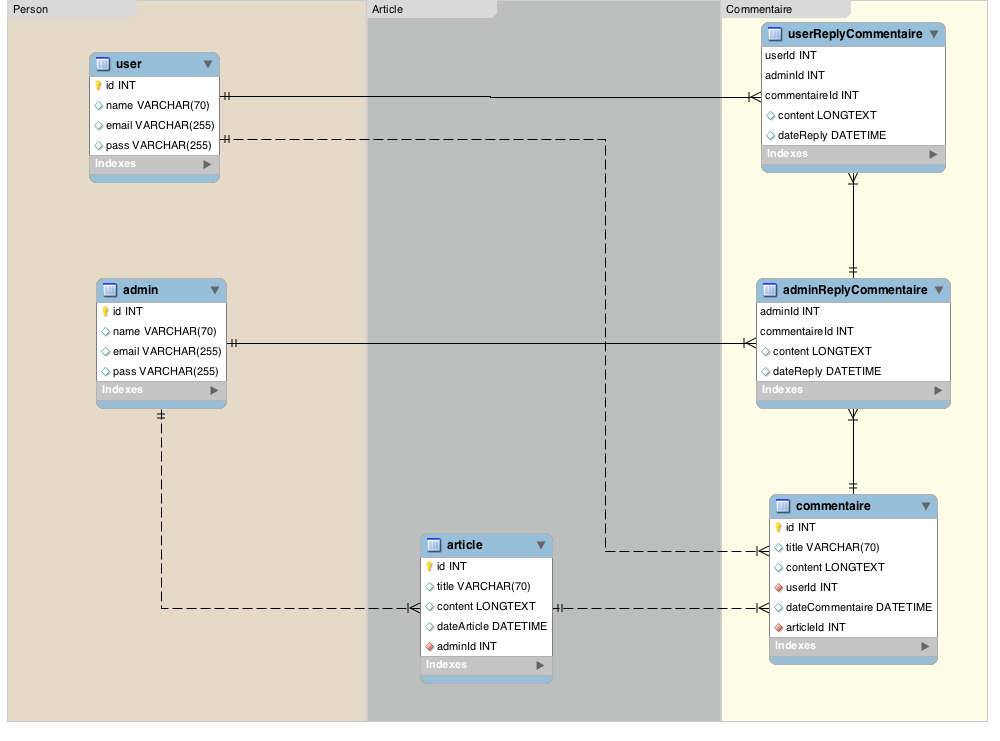 Person
Article
Commentaire
user
id INT
name VARCHAR(70)
email VARCHAR(255)
pass VARCHAR(255)
Indexes
userReplyCommentaire
userId INT
adminId INT
commentaireId INT
content LONGTEXT
dateReply DATETIME
Indexes
admin
id INT
name VARCHAR(70)
email VARCHAR(255)
pass VARCHAR(255)
Indexes
adminReplyCommentaire
adminId INT
commentaireId INT
content LONGTEXT
dateReply DATETIME
Indexes
article
id INT
title VARCHAR(70)
content LONGTEXT
dateArticle DATETIME
adminId INT
Indexes
commentaire
id INT
title VARCHAR(70)
content LONGTEXT
userId INT
dateCommentaire DATETIME
articleId INT
Indexes